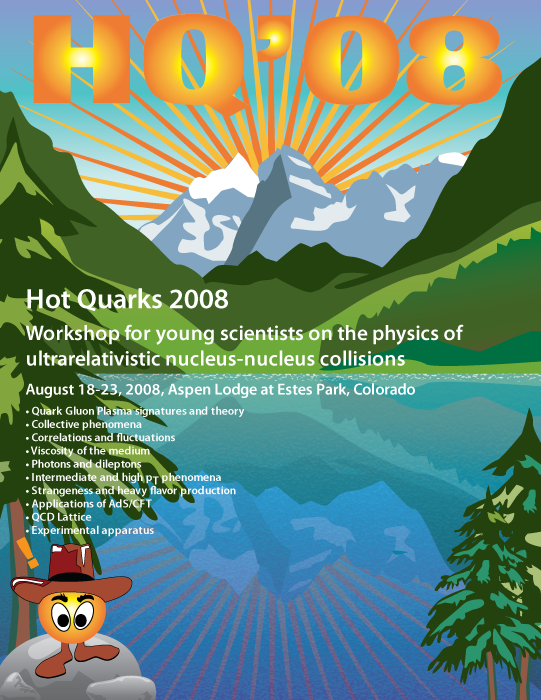 HQ'08
Hot Quarks 2008
Workshop for young scientists on the physics of
ultrarelativistic nucleus-nucleus collisions
August 18-23, 2008, Aspen Lodge at Estes Park, Colorado
• Quark Gluon Plasma signatures and theory
• Collective phenomena
• Correlations and fluctuations
• Viscosity of the medium
• Photons and dileptons
• Intermediate and high pT phenomena
• Strangeness and heavy flavor production
• Applications of AdS/CFT
• QCD Lattice
• Experimental apparatus